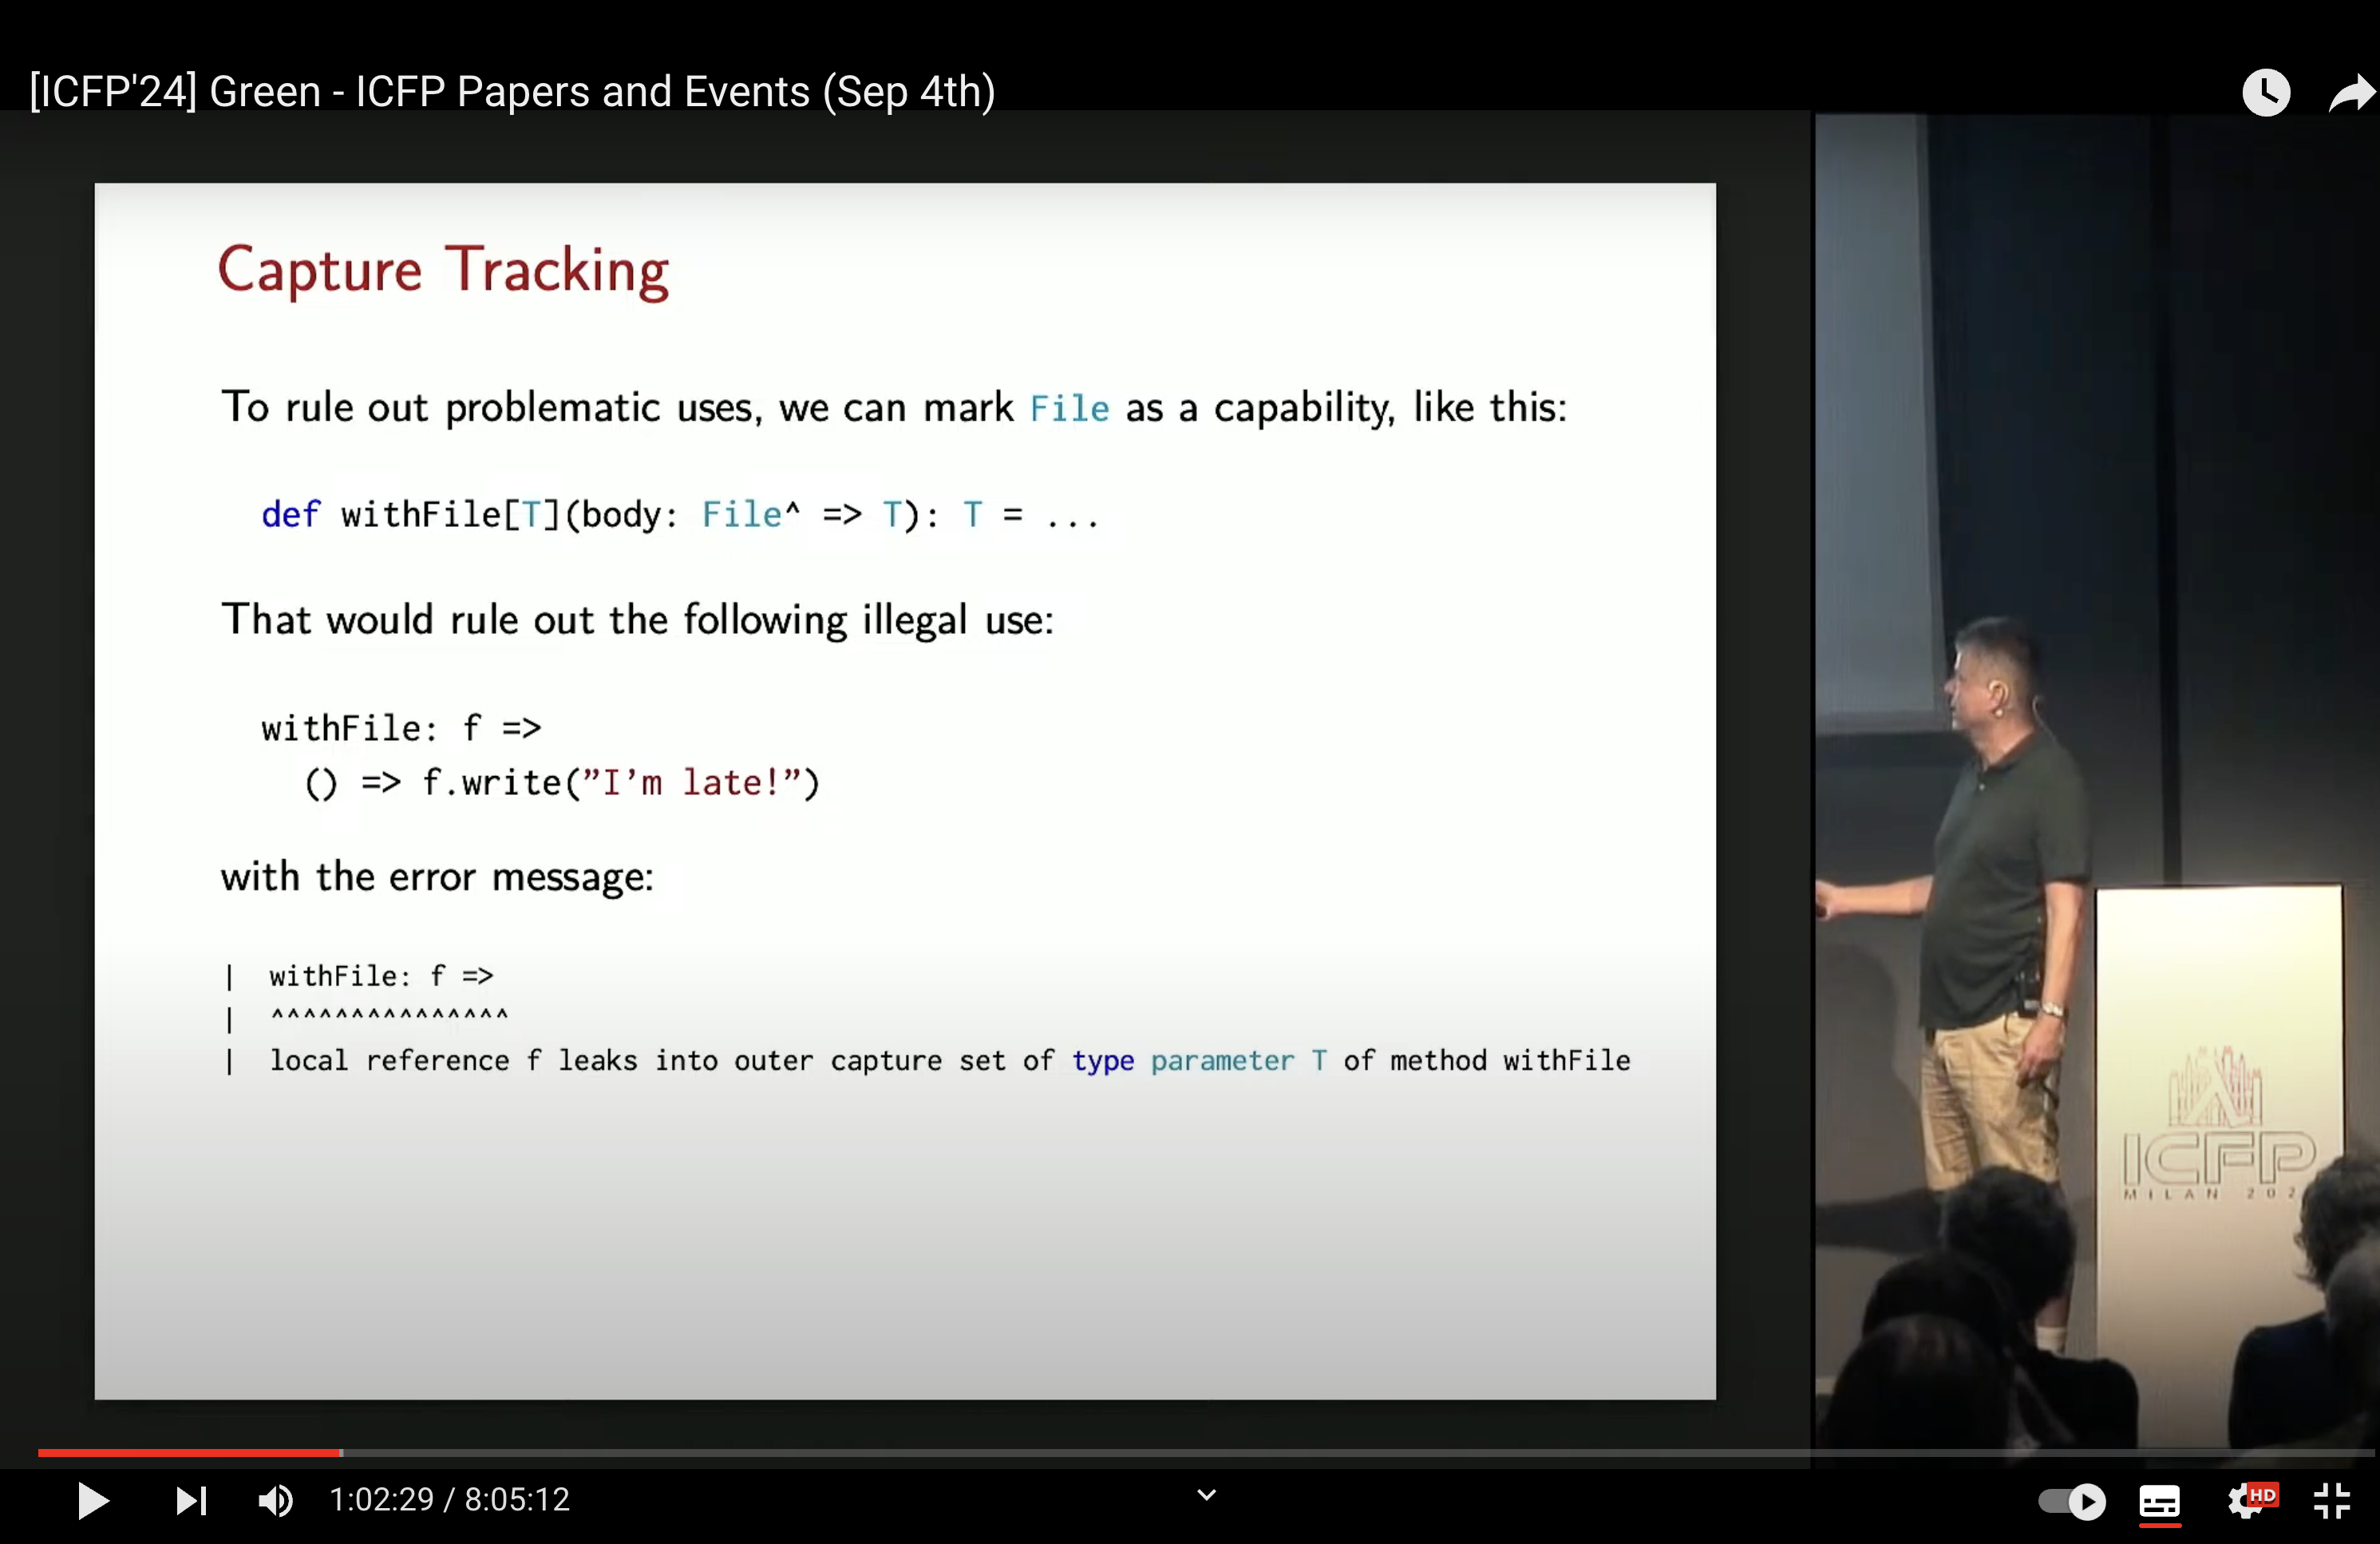 [ICFP'24] Green - ICFP Papers and Events (Sep 4th)
Capture Tracking
To rule out problematic uses, we can mark File as a capability, like this:
def withFile[T](body: File^ => T): T = ...
That would rule out the following illegal use:
withFile: f =>
() => f.write(”I’m late!”)
with the error message:
| withFile: f =>
| ^^^^^^^^^^^^^^^
| local reference f leaks into outer capture set of type parameter T of method withFile
ICFP
MILAN 202
1:02:29 / 8:05:12
HD